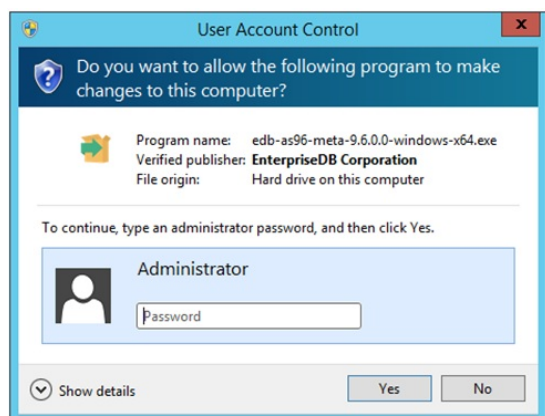 User Account Control
x
Do you want to allow the following program to make
changes to this computer?
Program name: edb-as96-meta-9.6.0.0-windows-x64.exe
Verified publisher: EnterpriseDB Corporation
File origin: Hard drive on this computer
To continue, type an administrator password, and then click Yes.
Administrator
Password
Show details
Yes
No